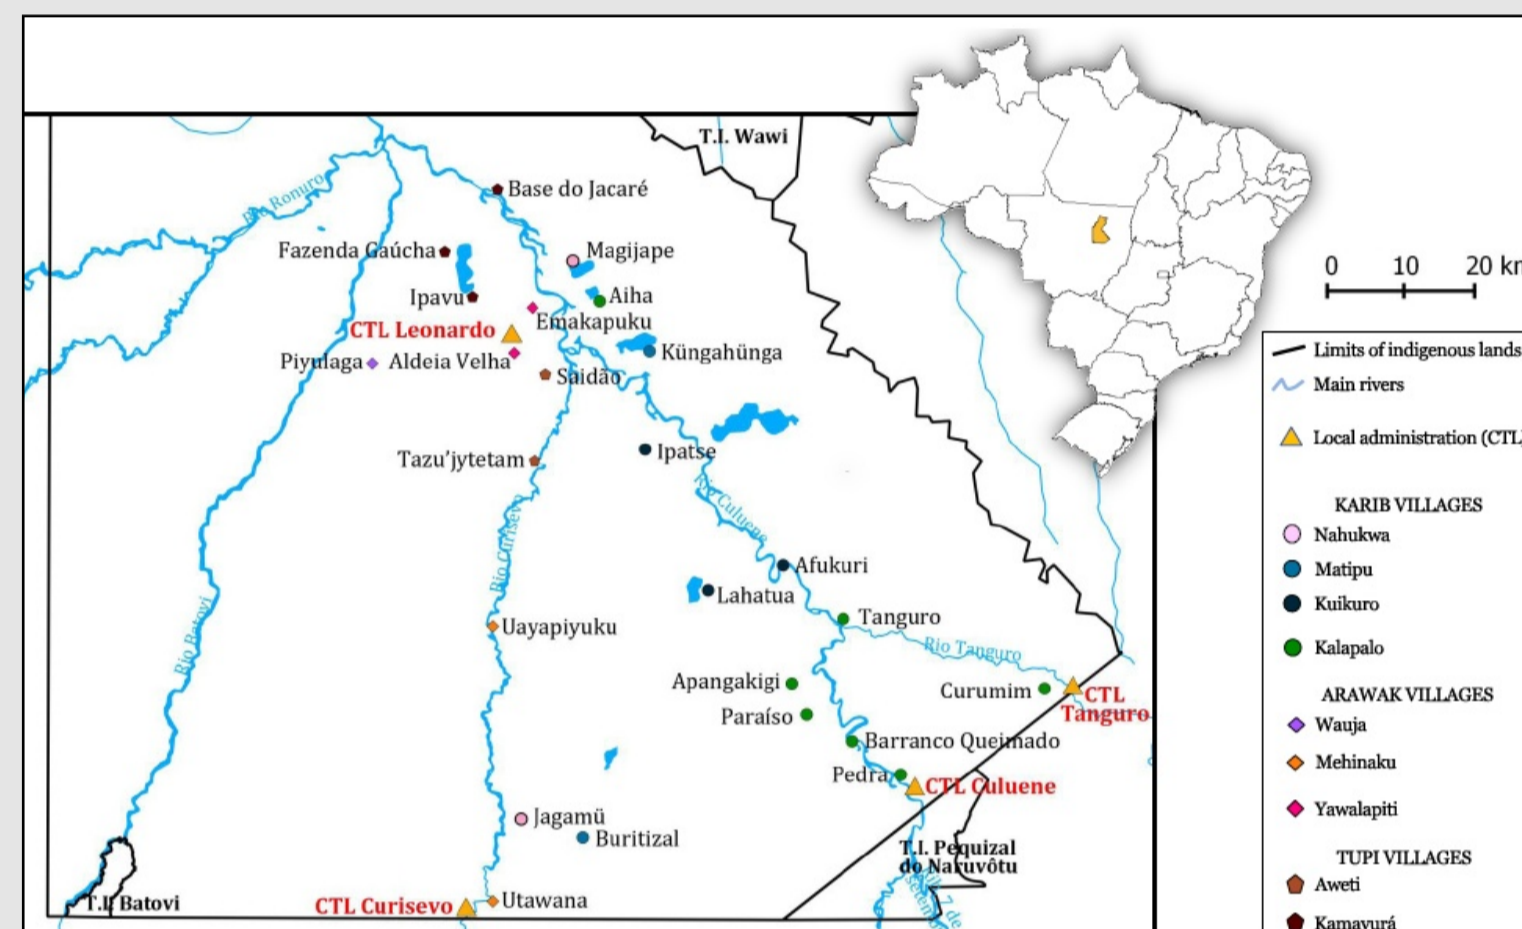 T.I. Wawi
Rio Ronuro
Base do Jacaré
Fazenda Gaúcha
Magijape
Ipavu
Aiha
Emakapuku
CTL Leonardo
Küngahünga
Piyulaga
Aldeia Velha
Saidão
Ipatse
Tazu'jytetam
Rio Culuene
Rio Curisevo
Afukuri
Lahatua
Tanguro
Uayapiyuku
Rio Batovi
Rio Tanguro
Apangakigi
Curumim
CTL
Tanguro
Paraíso
Barranco Queimado
Pedra
CTL Culuene
Jagamü
Buritizal
T.I. Pequizal
do Naruvôtu
T.I. Batovi
CTL Curisevo
Utawana
7 de
0 10 20 km
Limits of indigenous lands
Main rivers
Local administration (CTL)
KARIB VILLAGES
Nahukwa
Matipu
Kuikuro
Kalapalo
ARAWAK VILLAGES
Wauja
Mehinaku
Yawalapiti
TUPI VILLAGES
Aweti
Kamayurá